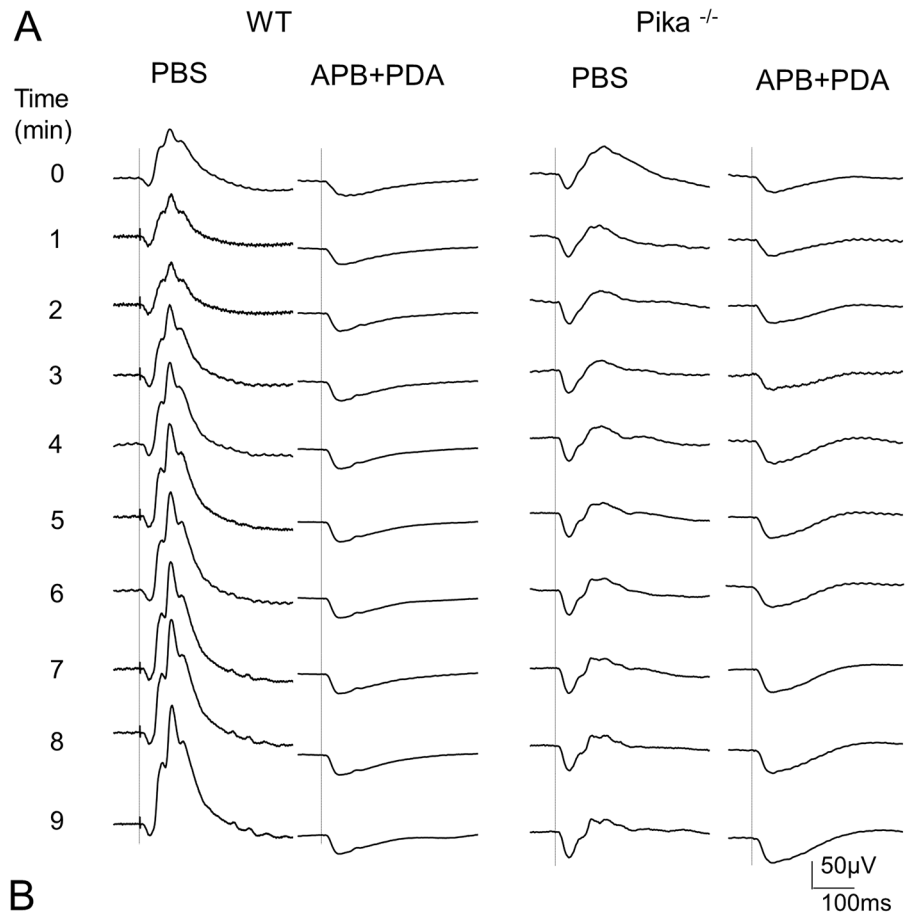 A
WT
Pika -/-
PBS
APB+PDA
PBS
APB+PDA
Time
(min)
0
1
2
3
4
5
6
7
8
9
50µV
100ms
B